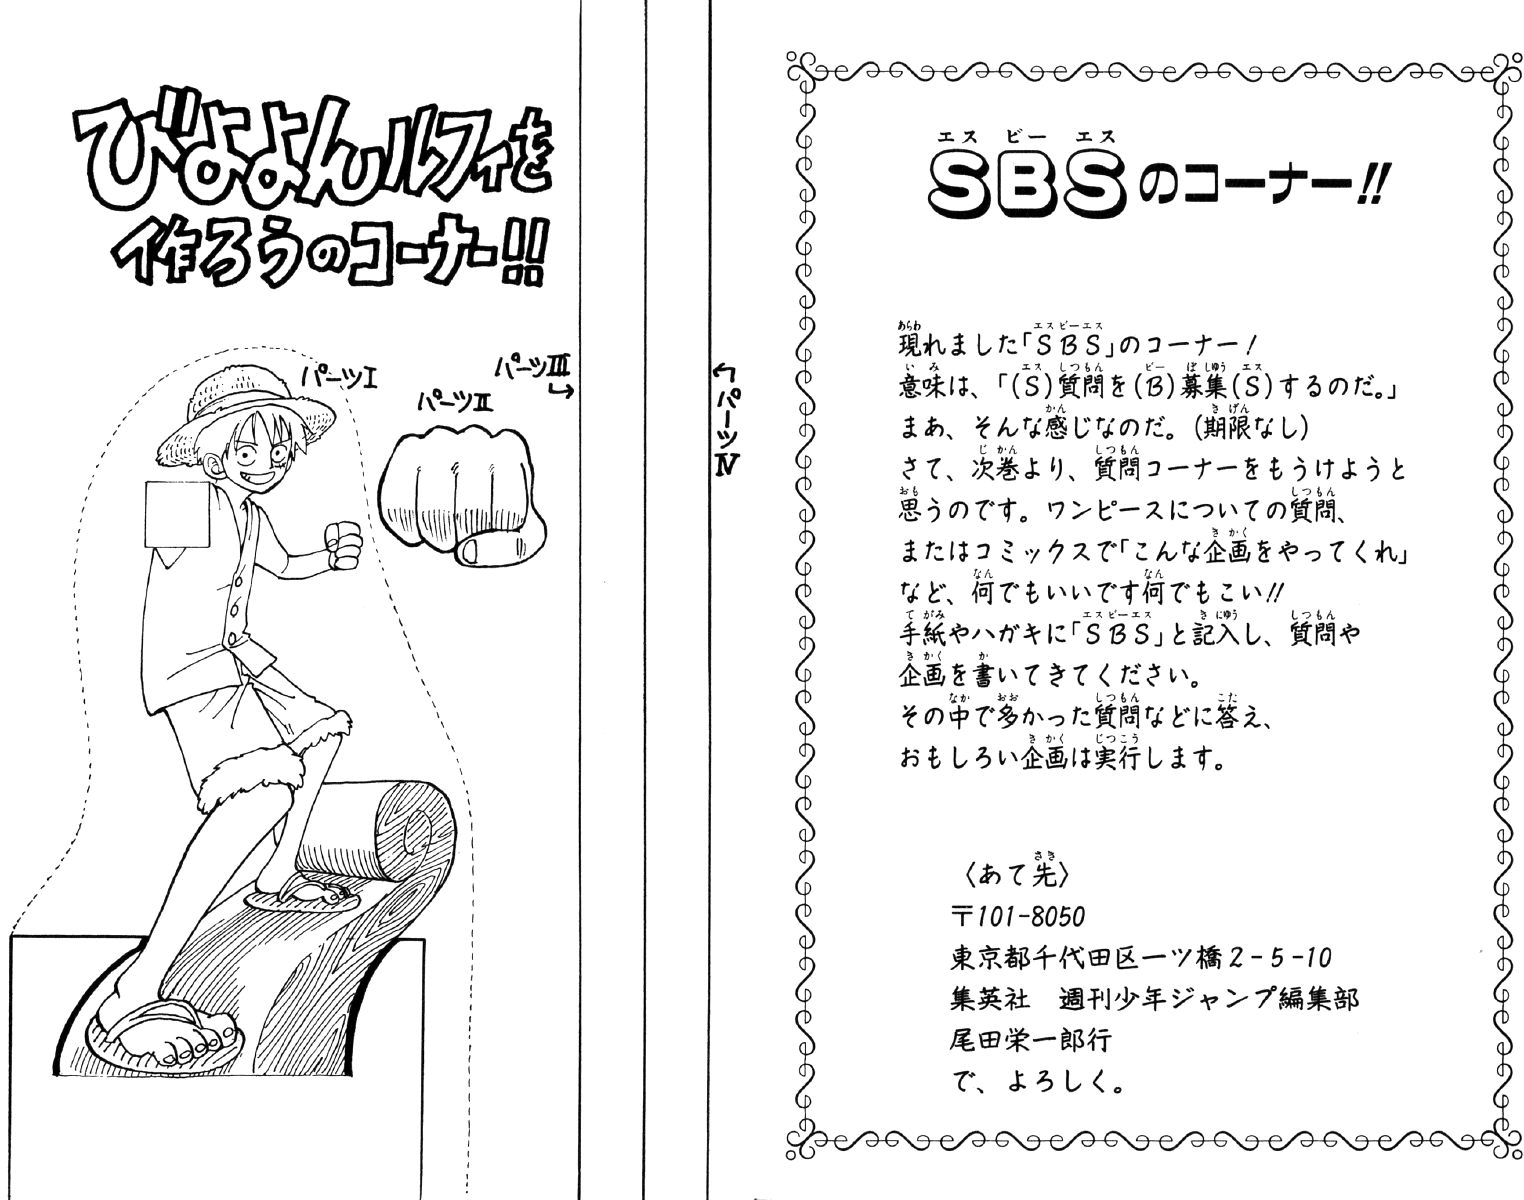 びよよんルフィを
作ろうのコーナー!!
パーツI
パーツII
パーツIII
パーツIV
SBSのコーナー!!
現れました「SBS」のコーナー!
意味は、「(S)質問を(B)募集(S)するのだ。」
まあ、そんな感じなのだ。(期限なし)
さて、次巻より、質問コーナーをもうけようと
思うのです。ワンピースについての質問、
またはコミックスで「こんな企画をやってくれ」
など、何でもいいです何でもこい!!
手紙やハガキに「SBS」と記入し、質問や
企画を書いてきてください。
その中で多かった質問などに答え、
おもしろい企画は実行します。
〈あて先〉
〒101-8050
東京都千代田区一ツ橋2-5-10
集英社 週刊少年ジャンプ編集部
尾田栄一郎行
で、よろしく。